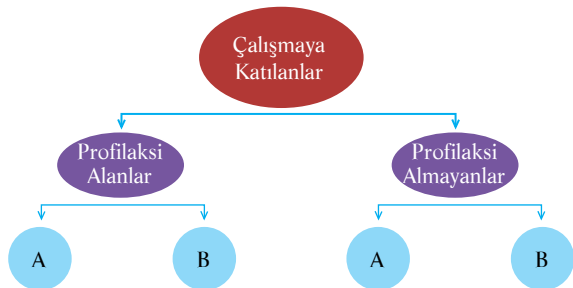 Çalışmaya
Katılanlar
Profilaksi
Alanlar
Profilaksi
Almayanlar
A
B
A
B